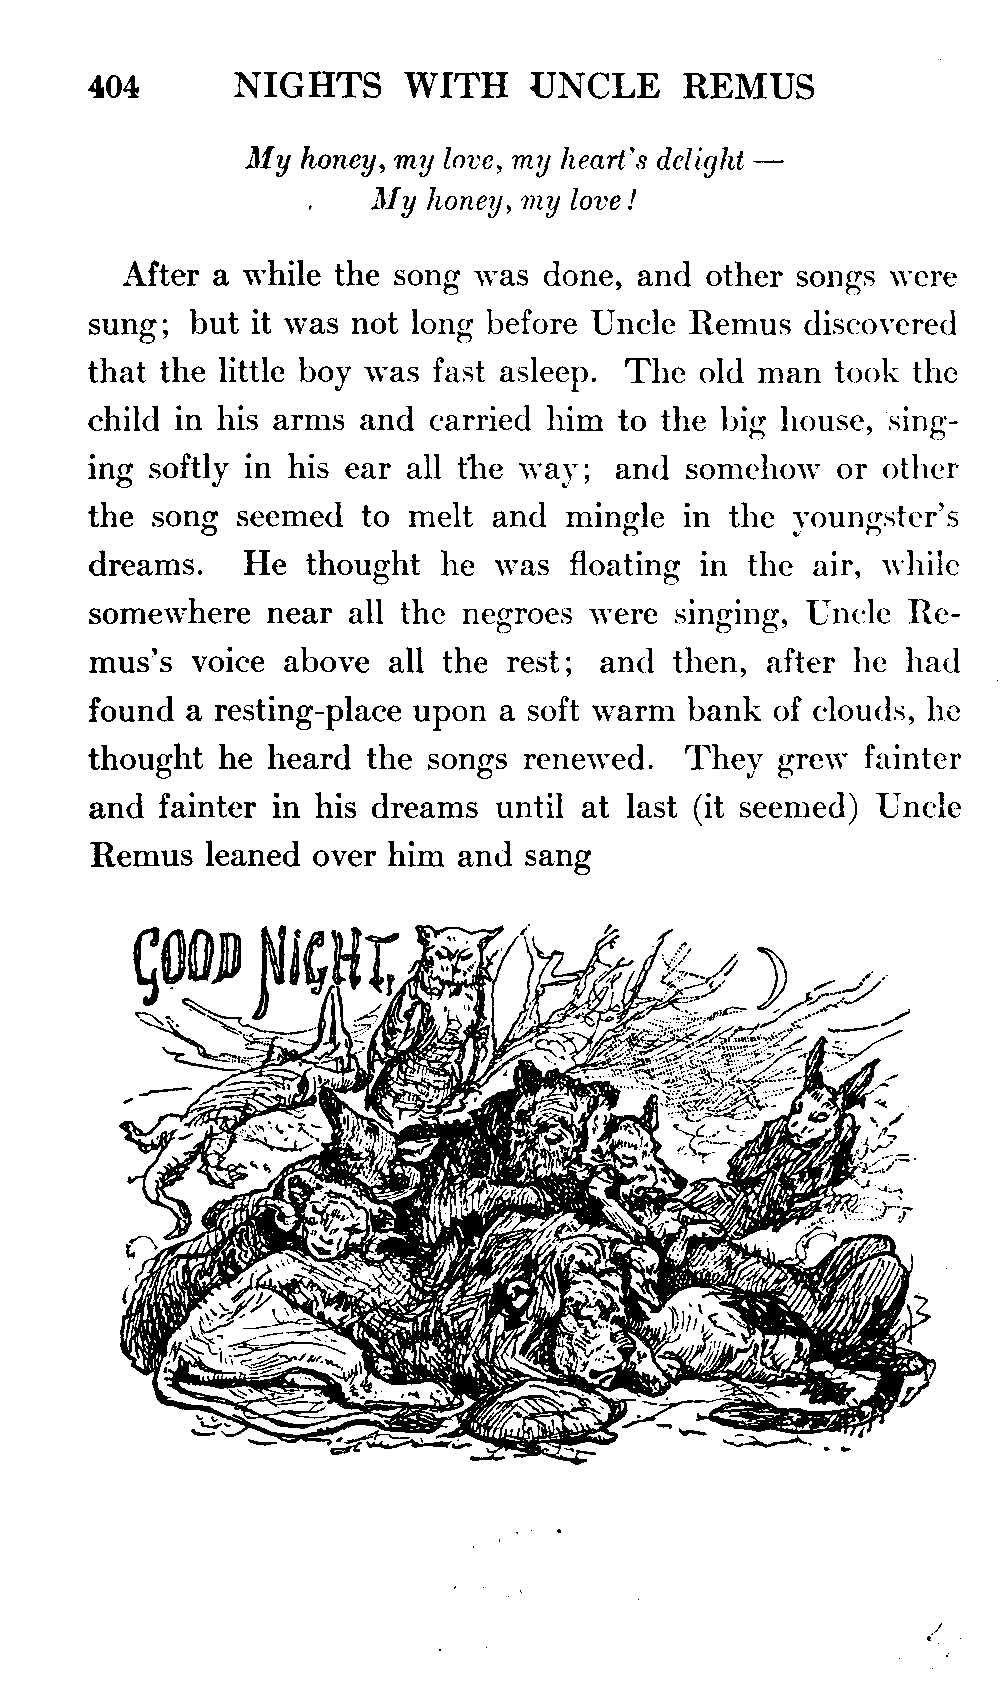 404 NIGHTS WITH UNCLE REMUS
My honey, my love, my heart's delight —
My honey, my love!
After a while the song was done, and other songs were
sung; but it was not long before Uncle Remus discovered
that the little boy was fast asleep. The old man took the
child in his arms and carried him to the big house, sing-
ing softly in his ear all the way; and somehow or other
the song seemed to melt and mingle in the youngster's
dreams. He thought he was floating in the air, while
somewhere near all the negroes were singing, Uncle Re-
mus's voice above all the rest; and then, after he had
found a resting-place upon a soft warm bank of clouds, he
thought he heard the songs renewed. They grew fainter
and fainter in his dreams until at last (it seemed) Uncle
Remus leaned over him and sang
GOOD NIGHT.